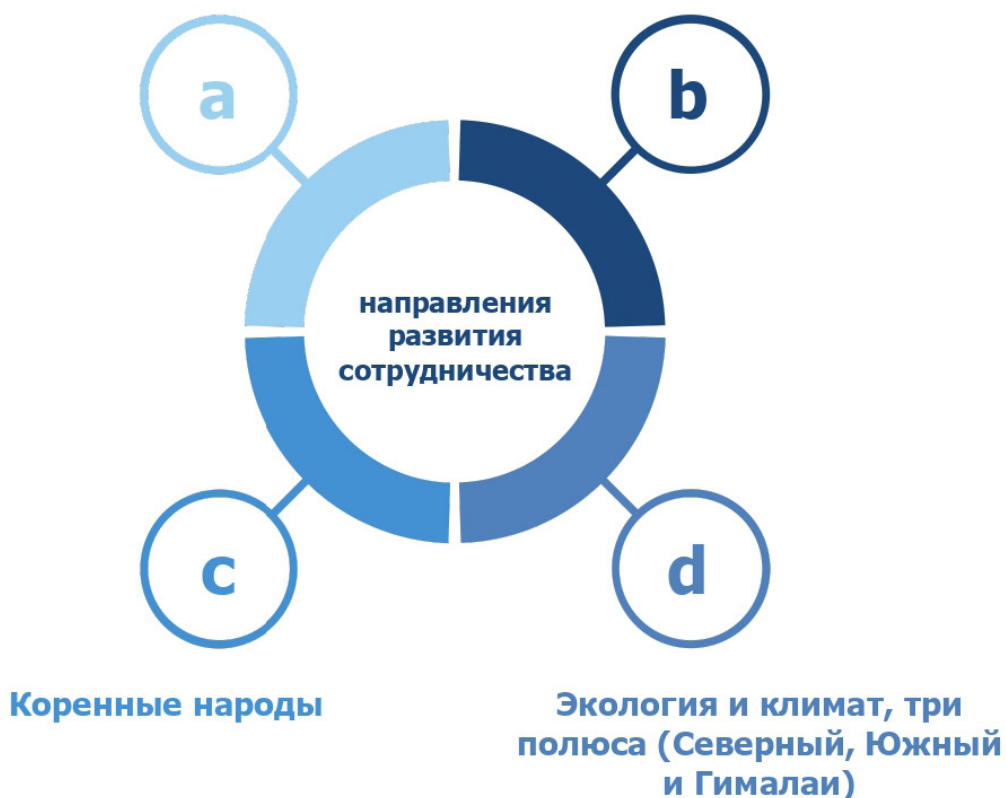 a
b
направления
развития
сотрудничества
c
d
Коренные народы
Экология и климат, три
полюса (Северный, Южный
и Гималаи)